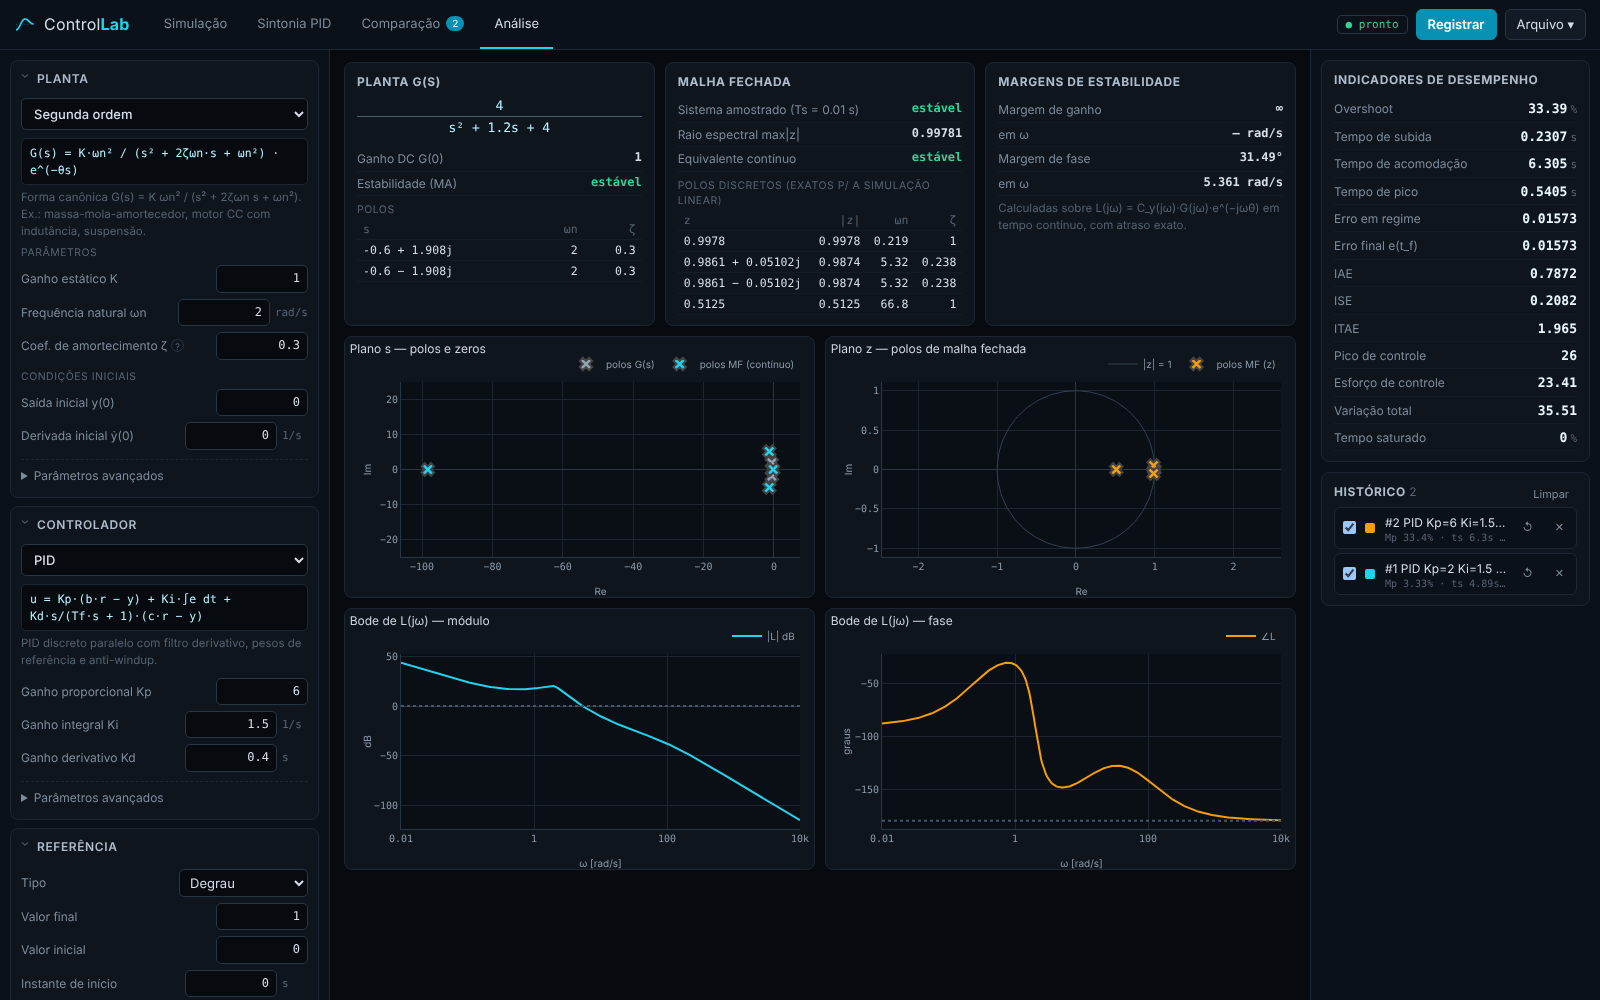 ControlLab
Simulação
Sintonia PID
Comparação 2
Análise
● pronto
Registrar
Arquivo ▾
PLANTA
Segunda ordem
G(s) = K·ωn² / (s² + 2ζωn·s + ωn²) ·
e^(−θs)
Forma canônica G(s) = K ωn² / (s² + 2ζωn s + ωn²).
Ex.: massa-mola-amortecedor, motor CC com
indutância, suspensão.
PARÂMETROS
Ganho estático K 1
Frequência natural ωn 2 rad/s
Coef. de amortecimento ζ ? 0.3
CONDIÇÕES INICIAIS
Saída inicial y(0) 0
Derivada inicial ẏ(0) 0 1/s
▶ Parâmetros avançados
CONTROLADOR
PID
u = Kp·(b·r − y) + Ki·∫e dt +
Kd·s/(Tf·s + 1)·(c·r − y)
PID discreto paralelo com filtro derivativo, pesos de
referência e anti-windup.
Ganho proporcional Kp 6
Ganho integral Ki 1.5 1/s
Ganho derivativo Kd 0.4 s
▶ Parâmetros avançados
REFERÊNCIA
Tipo Degrau
Valor final 1
Valor inicial 0
Instante de início 0 s
PLANTA G(S)
4
s² + 1.2s + 4
Ganho DC G(0) 1
Estabilidade (MA) estável
POLOS
s ωn ζ
-0.6 + 1.908j 2 0.3
-0.6 − 1.908j 2 0.3
MALHA FECHADA
Sistema amostrado (Ts = 0.01 s) estável
Raio espectral max|z| 0.99781
Equivalente contínuo estável
POLOS DISCRETOS (EXATOS P/ A SIMULAÇÃO
LINEAR)
z |z| ωn ζ
0.9978 0.9978 0.219 1
0.9861 + 0.05102j 0.9874 5.32 0.238
0.9861 − 0.05102j 0.9874 5.32 0.238
0.5125 0.5125 66.8 1
MARGENS DE ESTABILIDADE
Margem de ganho ∞
em ω — rad/s
Margem de fase 31.49°
em ω 5.361 rad/s
Calculadas sobre L(jω) = C_y(jω)·G(jω)·e^(−jωθ) em
tempo contínuo, com atraso exato.
Plano s — polos e zeros
polos G(s) polos MF (contínuo)
20
10
0
−10
−20
Im
−100 −80 −60 −40 −20 0
Re
Plano z — polos de malha fechada
|z| = 1 polos MF (z)
1
0.5
0
−0.5
−1
Im
−2 −1 0 1 2
Re
Bode de L(jω) — módulo
|L| dB
50
0
−50
−100
dB
0.01 1 100 10k
ω [rad/s]
Bode de L(jω) — fase
∠L
−50
−100
−150
graus
0.01 1 100 10k
ω [rad/s]
INDICADORES DE DESEMPENHO
Overshoot 33.39 %
Tempo de subida 0.2307 s
Tempo de acomodação 6.305 s
Tempo de pico 0.5405 s
Erro em regime 0.01573
Erro final e(t_f) 0.01573
IAE 0.7872
ISE 0.2082
ITAE 1.965
Pico de controle 26
Esforço de controle 23.41
Variação total 35.51
Tempo saturado 0 %
HISTÓRICO 2
Limpar
#2 PID Kp=6 Ki=1.5... ↺ ×
Mp 33.4% · ts 6.3s …
#1 PID Kp=2 Ki=1.5 ... ↺ ×
Mp 3.33% · ts 4.89s…